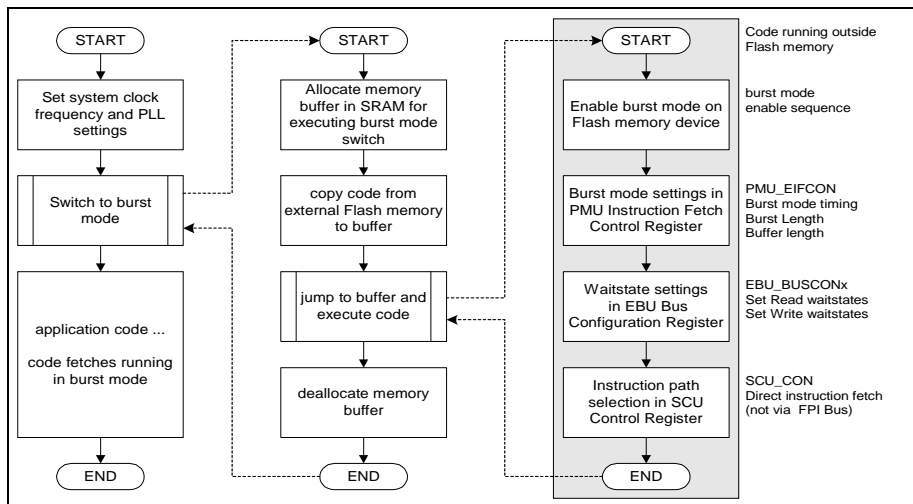 START
Set system clock
frequency and PLL
settings
Switch to burst
mode
application code ...
code fetches running
in burst mode
END
START
Allocate memory
buffer in SRAM for
executing burst mode
switch
copy code from
external Flash memory
to buffer
jump to buffer and
execute code
deallocate memory
buffer
END
START
Enable burst mode on
Flash memory device
Burst mode settings in
PMU Instruction Fetch
Control Register
Waitstate settings
in EBU Bus
Configuration Register
Instruction path
selection in SCU
Control Register
END
Code running outside
Flash memory
burst mode
enable sequence
PMU_EIFCON
Burst mode timing
Burst Length
Buffer length
EBU_BUSCONx
Set Read waitstates
Set Write waitstates
SCU_CON
Direct instruction fetch
(not via FPI Bus)